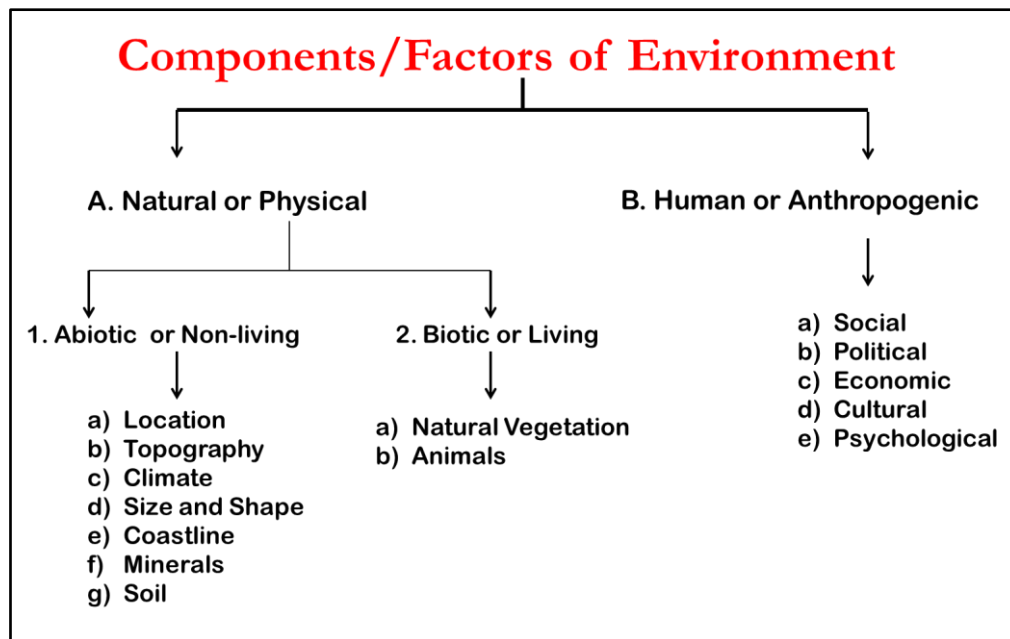 Components/Factors of Environment
A. Natural or Physical
B. Human or Anthropogenic
1. Abiotic or Non-living
2. Biotic or Living
a) Location
b) Topography
c) Climate
d) Size and Shape
e) Coastline
f) Minerals
g) Soil
a) Natural Vegetation
b) Animals
a) Social
b) Political
c) Economic
d) Cultural
e) Psychological